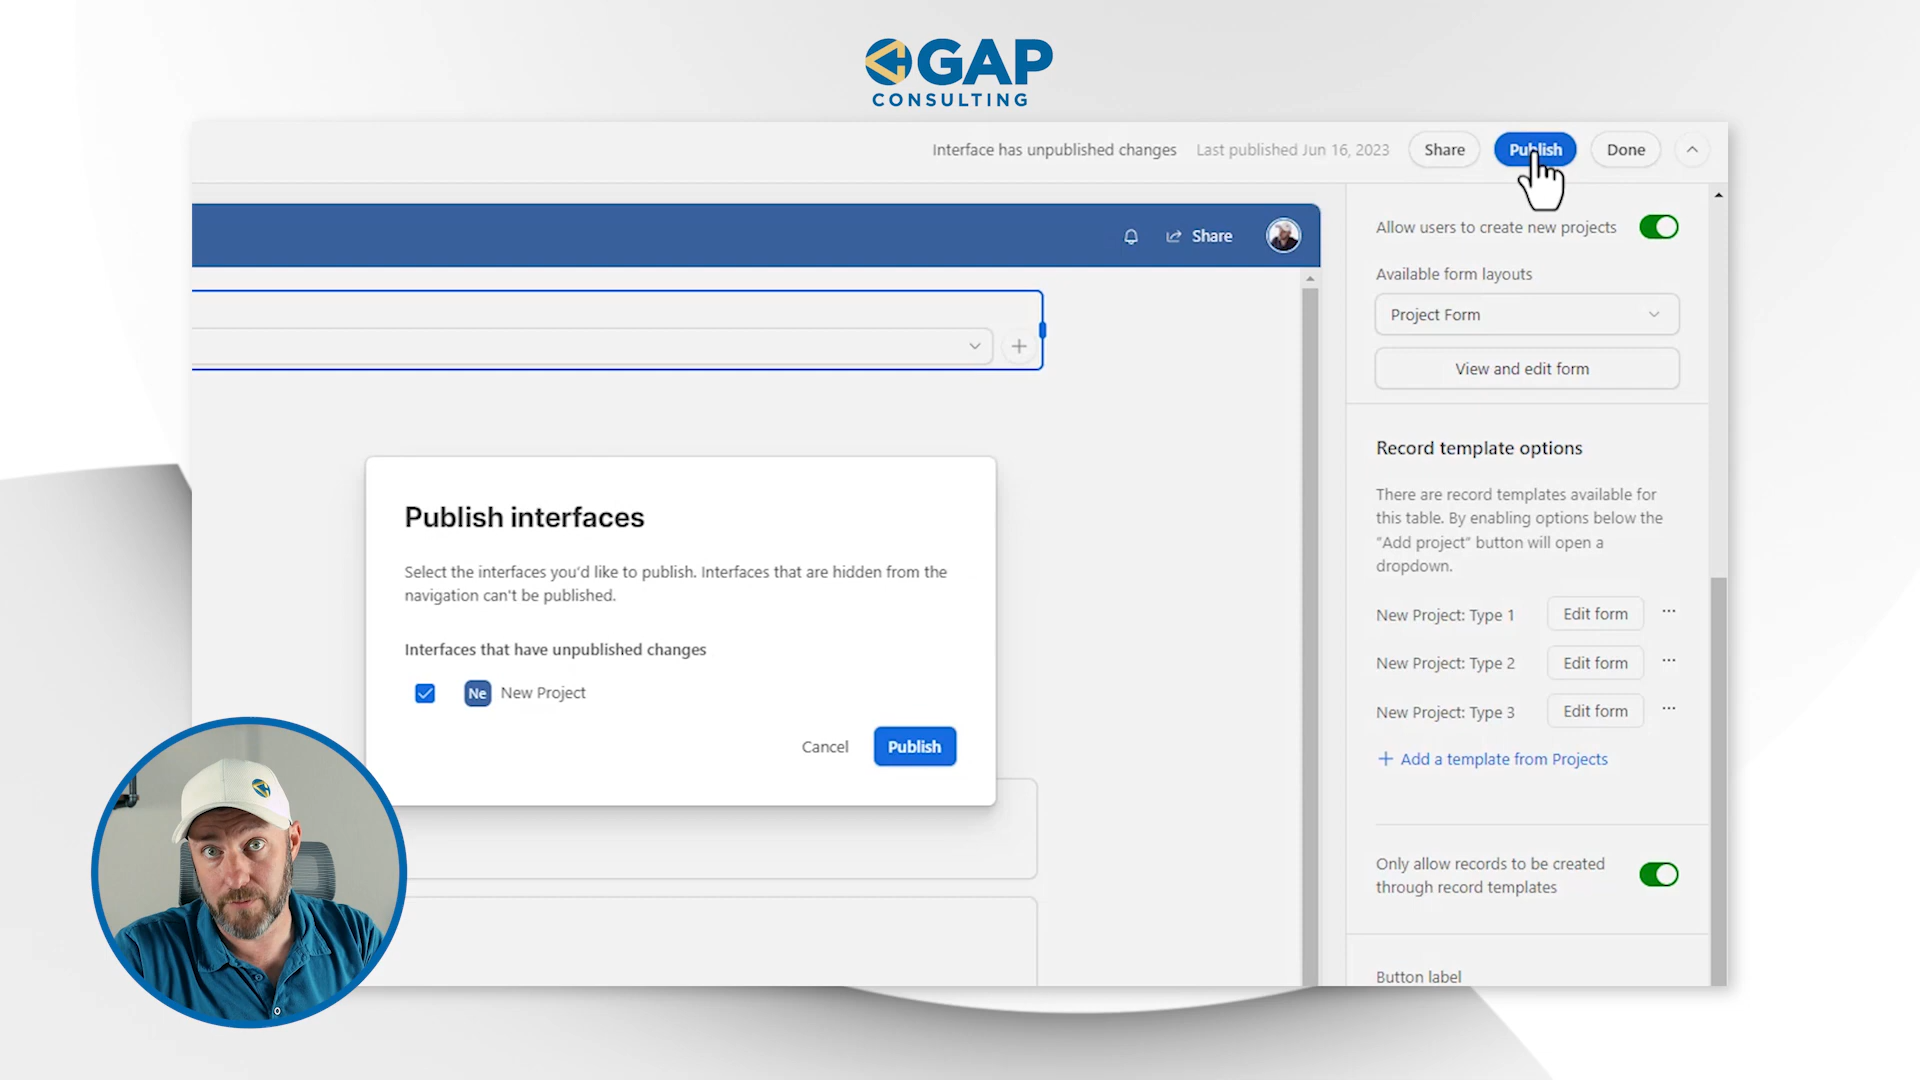 GAP
CONSULTING
Interface has unpublished changes
Last published Jun 16, 2023
Share
Publish
Done
Share
Allow users to create new projects
Available form layouts
Project Form
View and edit form
Record template options
There are record templates available for
this table. By enabling options below the
"Add project" button will open a
dropdown.
New Project: Type 1
Edit form
New Project: Type 2
Edit form
New Project: Type 3
Edit form
Add a template from Projects
Only allow records to be created
through record templates
Button label
Publish interfaces
Select the interfaces you'd like to publish. Interfaces that are hidden from the
navigation can't be published.
Interfaces that have unpublished changes
Ne
New Project
Cancel
Publish